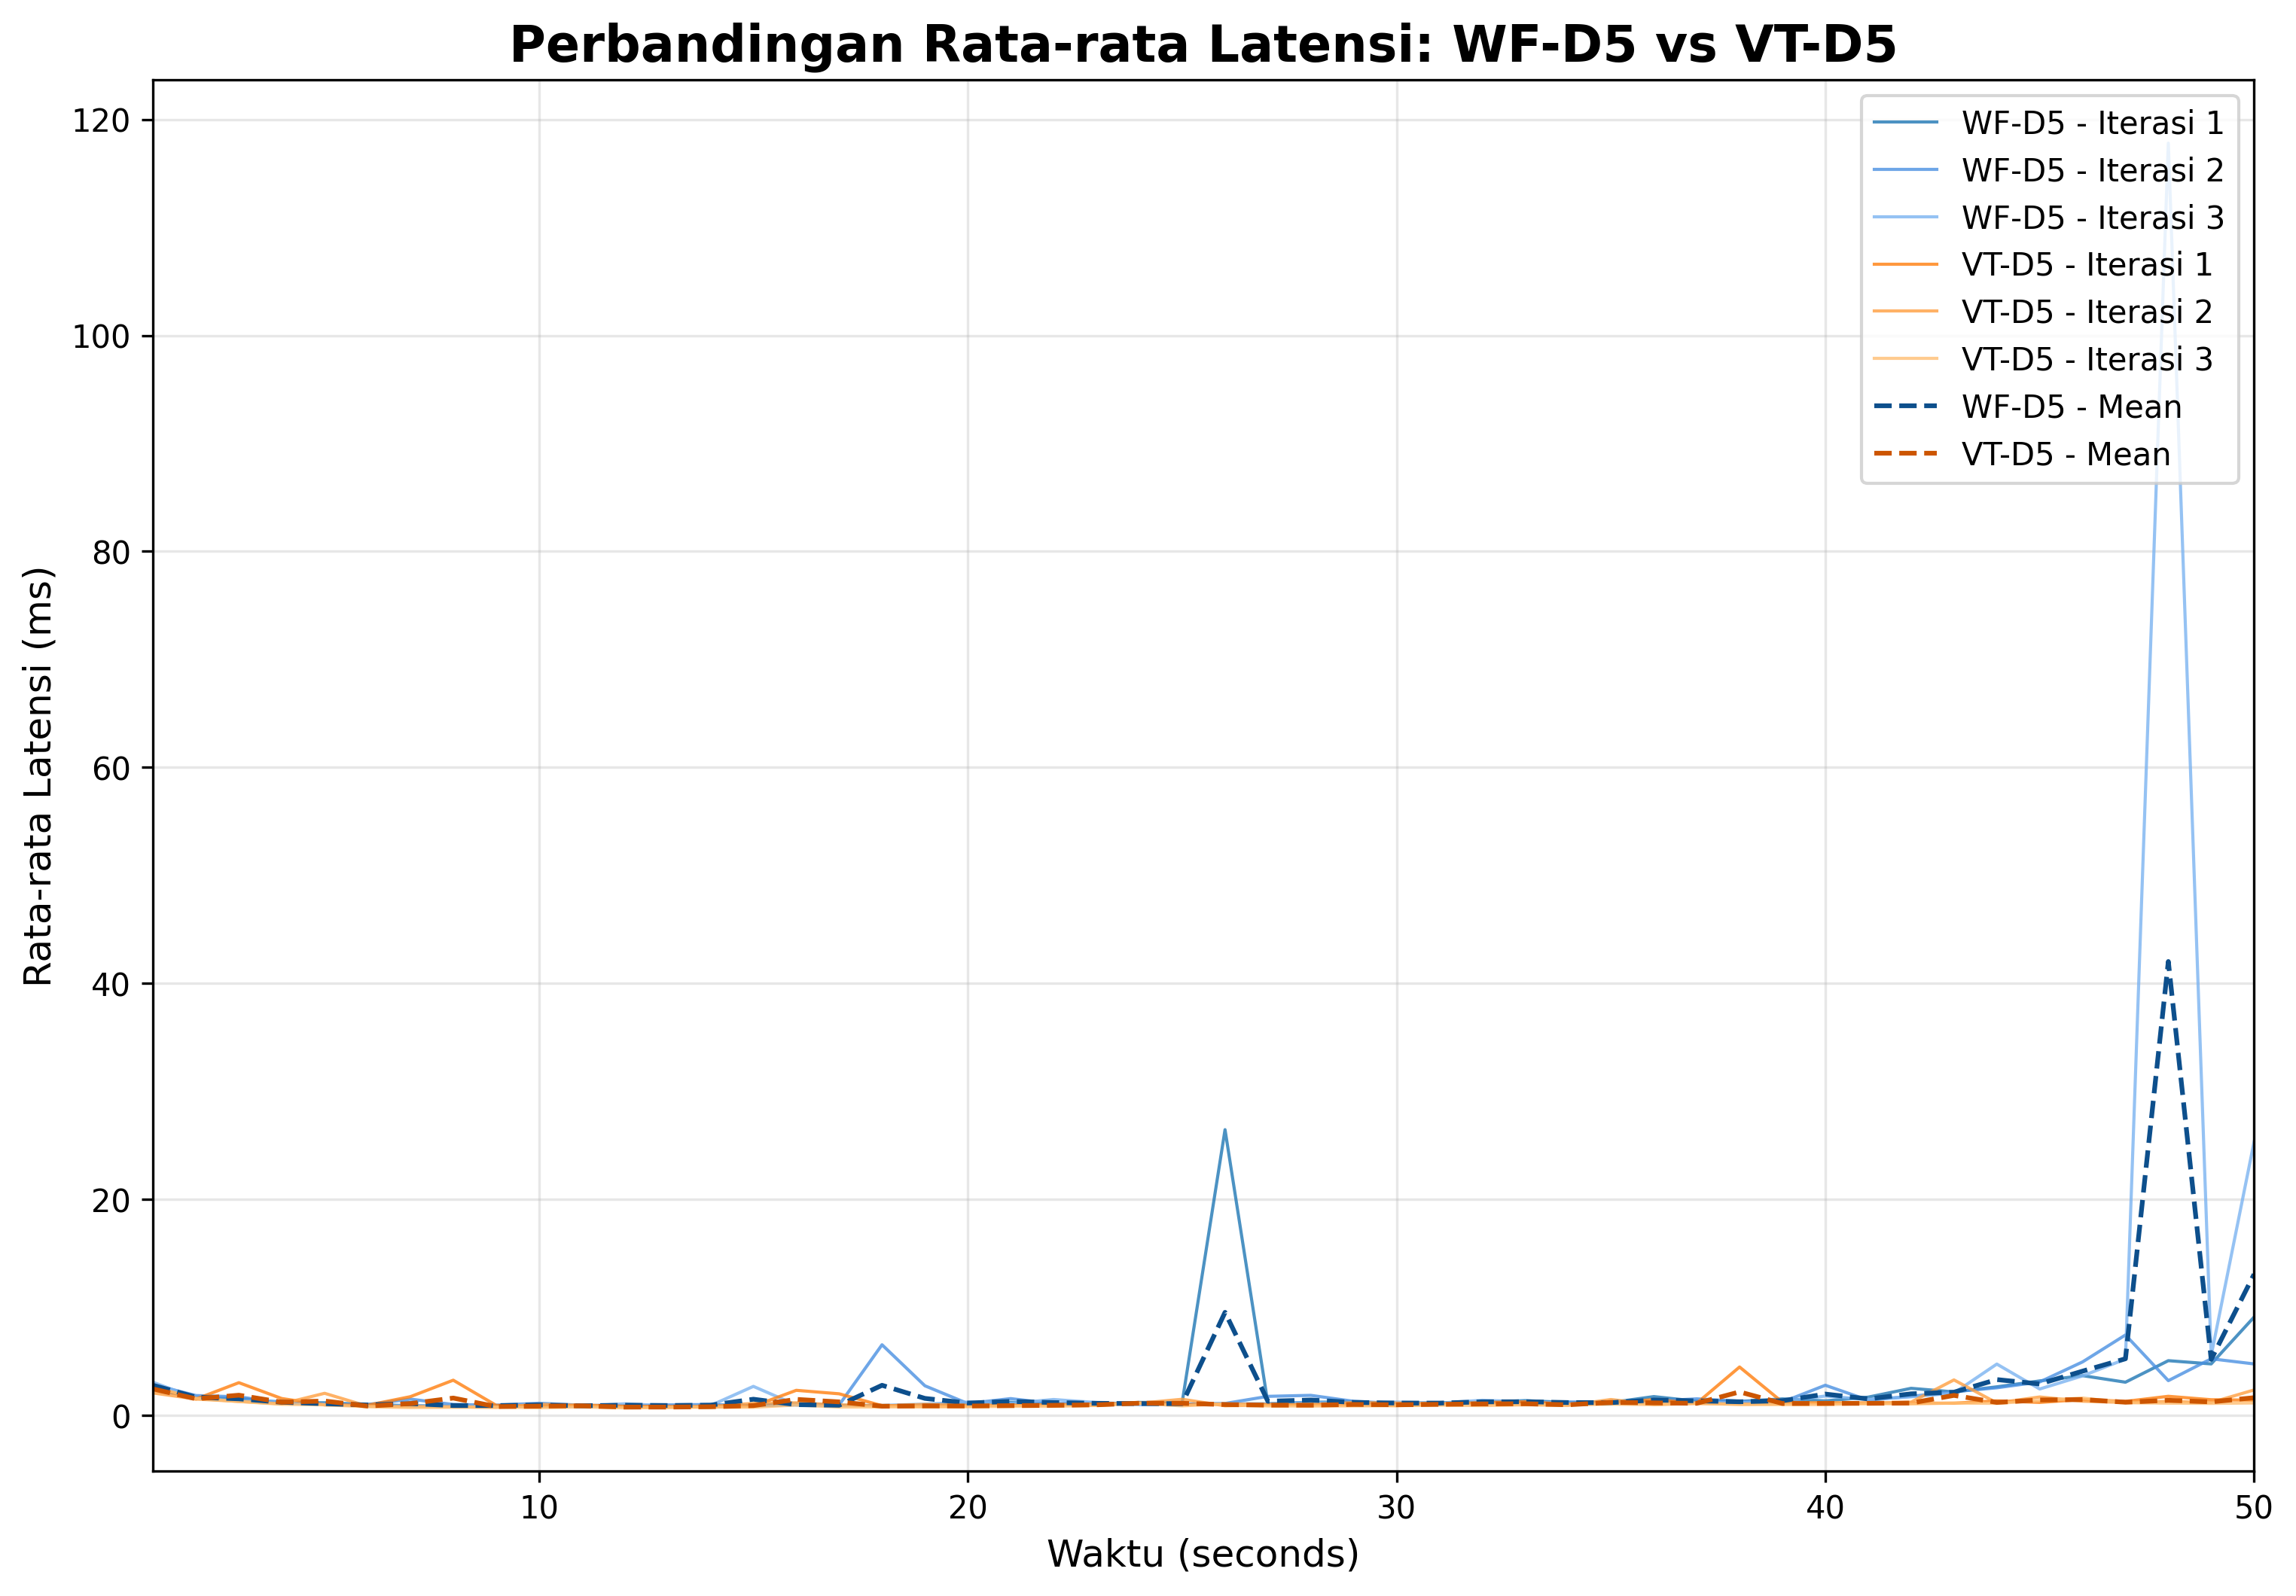 Perbandingan Rata-rata Latensi: WF-D5 vs VT-D5
Rata-rata Latensi (ms)
120
100
80
60
40
20
0
WF-D5 - Iterasi 1
WF-D5 - Iterasi 2
WF-D5 - Iterasi 3
VT-D5 - Iterasi 1
VT-D5 - Iterasi 2
VT-D5 - Iterasi 3
WF-D5 - Mean
VT-D5 - Mean
10 20 30 40 50
Waktu (seconds)